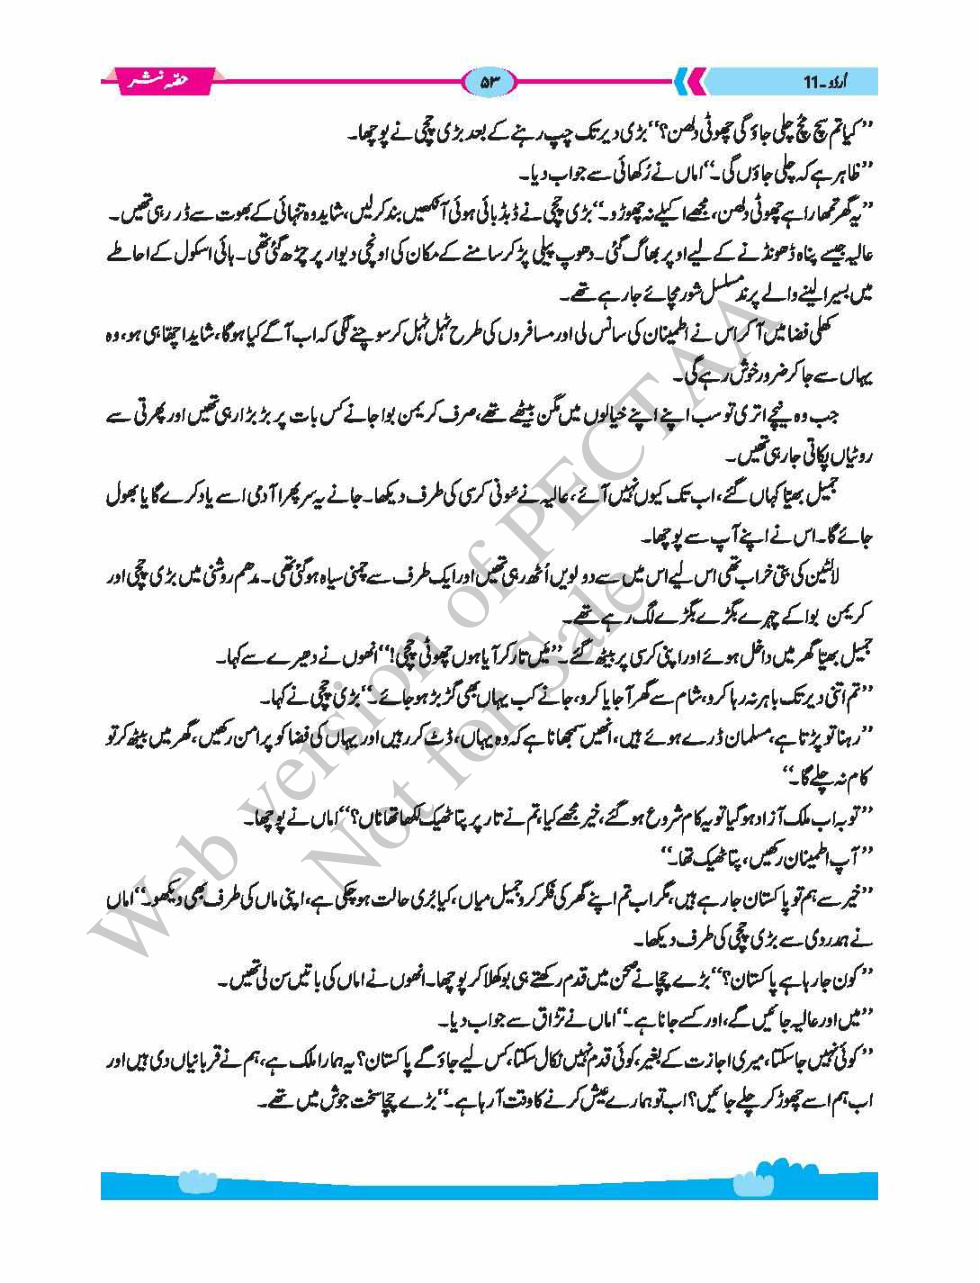 اُردُو۔11
۵۳
حصّہ نثر
”کیا تم سچ مُچ چلی جاؤ گی چھوٹی دلھن؟“ بڑی دیر تک چپ رہنے کے بعد بڑی چچی نے پوچھا۔
”ظاہر ہے کہ چلی جاؤں گی۔“ اماں نے رُکھائی سے جواب دیا۔
”یہ گھر تمھارا ہے چھوٹی دلھن، مجھے اکیلے نہ چھوڑو۔“ بڑی چچی نے ڈبڈبائی ہوئی آنکھیں بند کر لیں، شاید وہ تنہائی کے بھوت سے ڈر رہی تھیں۔
عالیہ جیسے پناہ ڈھونڈنے کے لیے اوپر بھاگ گئی۔ دھوپ پیلی پڑ کر سامنے کے مکان کی اونچی دیوار پر چڑھ گئی تھی۔ ہائی اسکول کے احاطے
میں بسیرا لینے والے پرند مسلسل شور مچائے جا رہے تھے۔
کھلی فضا میں آ کر اس نے اطمینان کی سانس لی اور مسافروں کی طرح ٹہل ٹہل کر سوچنے لگی کہ اب آگے کیا ہوگا، شاید اچھا ہی ہو، وہ
یہاں سے جا کر ضرور خوش رہے گی۔
جب وہ نیچے اتری تو سب اپنے اپنے خیالوں میں مگن بیٹھے تھے، صرف کریمن بوا جانے کس بات پر بڑبڑا رہی تھیں اور پھرتی سے
روٹیاں پکاتی جا رہی تھیں۔
جمیل بھیّا کہاں گئے، اب تک کیوں نہیں آئے، عالیہ نے سُونی کرسی کی طرف دیکھا۔ جانے یہ سر پھرا آدمی اسے یاد کرے گا یا بھول
جائے گا۔ اس نے اپنے آپ سے پوچھا۔
لالٹین کی بتی خراب تھی اس لیے اس میں سے دو لویں اُٹھ رہی تھیں اور ایک طرف سے چمنی سیاہ ہو گئی تھی۔ مدھم روشنی میں بڑی چچی اور
کریمن بوا کے چہرے بگڑے بگڑے لگ رہے تھے۔
جمیل بھیّا گھر میں داخل ہوئے اور اپنی کرسی پر بیٹھ گئے۔ ”مَیں تار کر آیا ہوں چھوٹی چچی!“ انھوں نے دھیرے سے کہا۔
”تم اتنی دیر تک باہر نہ رہا کرو، شام سے گھر آ جایا کرو، جانے کب یہاں بھی گڑبڑ ہو جائے۔“ بڑی چچی نے کہا۔
”رہنا تو پڑتا ہے، مسلمان ڈرے ہوئے ہیں، انھیں سمجھانا ہے کہ وہ یہاں، ڈٹ کر رہیں اور یہاں کی فضا کو پرامن رکھیں، گھر میں بیٹھ کر تو
کام نہ چلے گا۔“
”توبہ اب ملک آزاد ہو گیا تو یہ کام شروع ہو گئے، خیر مجھے کیا، تم نے تار پر پتا ٹھیک لکھا تھا ناں؟“ اماں نے پوچھا۔
”آپ اطمینان رکھیں، پتا ٹھیک تھا۔“
”خیر سے ہم تو پاکستان جا رہے ہیں، مگر اب تم اپنے گھر کی فکر کرو جمیل میاں، کیا بُری حالت ہو چکی ہے، اپنی ماں کی طرف بھی دیکھو۔“ اماں
نے ہمدردی سے بڑی چچی کی طرف دیکھا۔
”کون جا رہا ہے پاکستان؟“ بڑے چچا نے صحن میں قدم رکھتے ہی بوکھلا کر پوچھا۔ انھوں نے اماں کی باتیں سن لی تھیں۔
”میں اور عالیہ جائیں گے، اور کسے جانا ہے۔“ اماں نے تڑاق سے جواب دیا۔
”کوئی نہیں جا سکتا، میری اجازت کے بغیر، کوئی قدم نہیں نکال سکتا، کس لیے جاؤ گے پاکستان؟ یہ ہمارا ملک ہے، ہم نے قربانیاں دی ہیں اور
اب ہم اسے چھوڑ کر چلے جائیں؟ اب تو ہمارے عیش کرنے کا وقت آ رہا ہے۔“ بڑے چچا سخت جوش میں تھے۔
Web version of PECTAA
Not for Sale